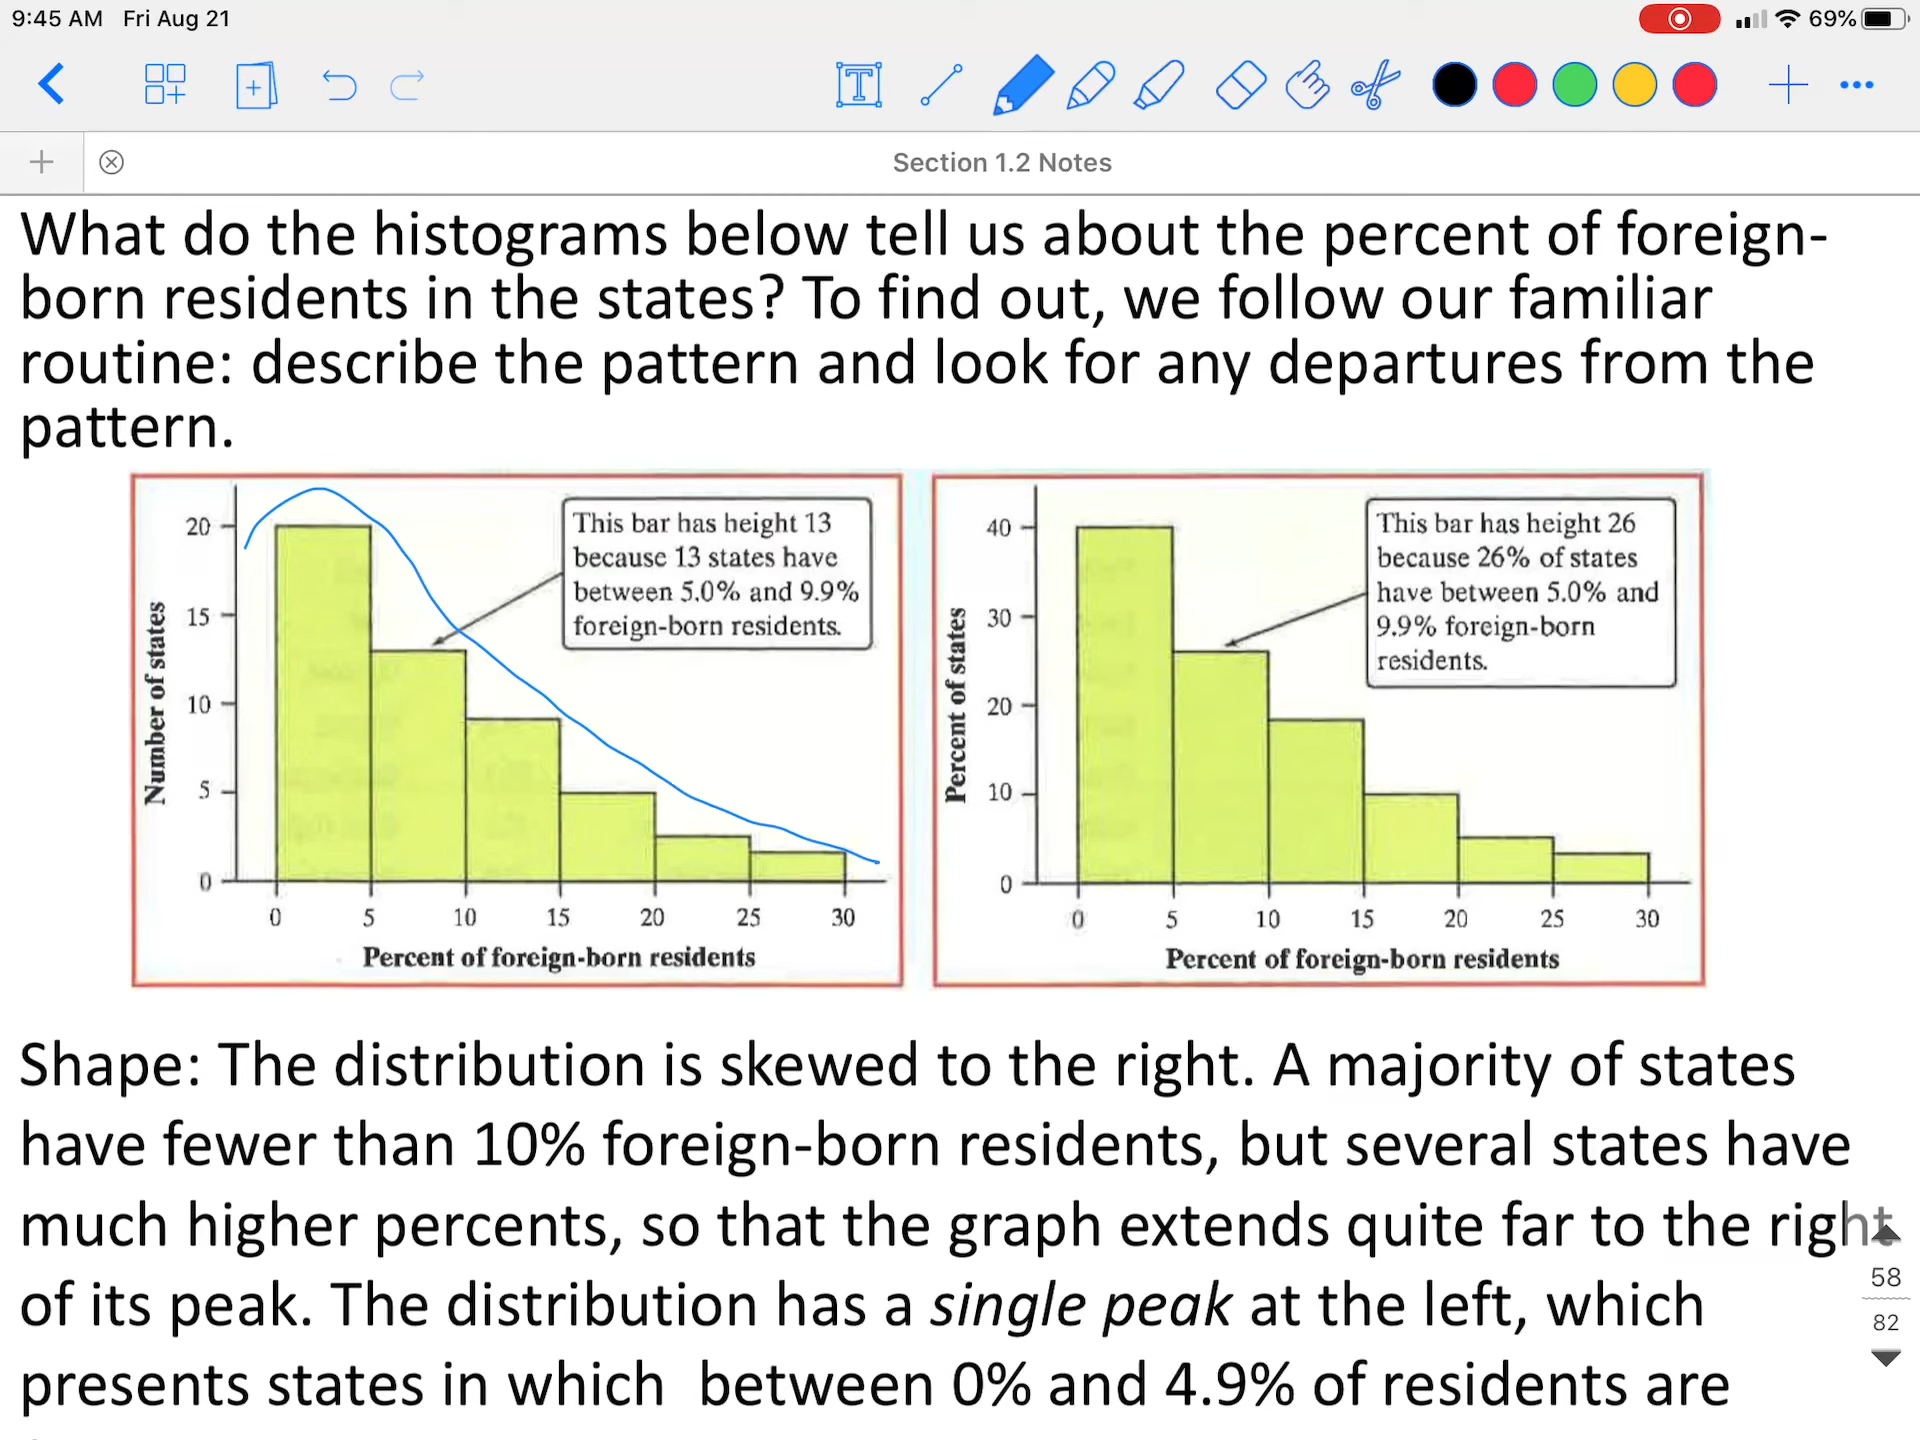 9:45 AM Fri Aug 21
69%
T
Section 1.2 Notes
What do the histograms below tell us about the percent of foreign-
born residents in the states? To find out, we follow our familiar
routine: describe the pattern and look for any departures from the
pattern.
Number of states
20
15
10
5
0
This bar has height 13
because 13 states have
between 5.0% and 9.9%
foreign-born residents.
0 5 10 15 20 25 30
Percent of foreign-born residents
Percent of states
40
30
20
10
0
This bar has height 26
because 26% of states
have between 5.0% and
9.9% foreign-born
residents.
0 5 10 15 20 25 30
Percent of foreign-born residents
Shape: The distribution is skewed to the right. A majority of states
have fewer than 10% foreign-born residents, but several states have
much higher percents, so that the graph extends quite far to the right
of its peak. The distribution has a single peak at the left, which
presents states in which between 0% and 4.9% of residents are
58
82